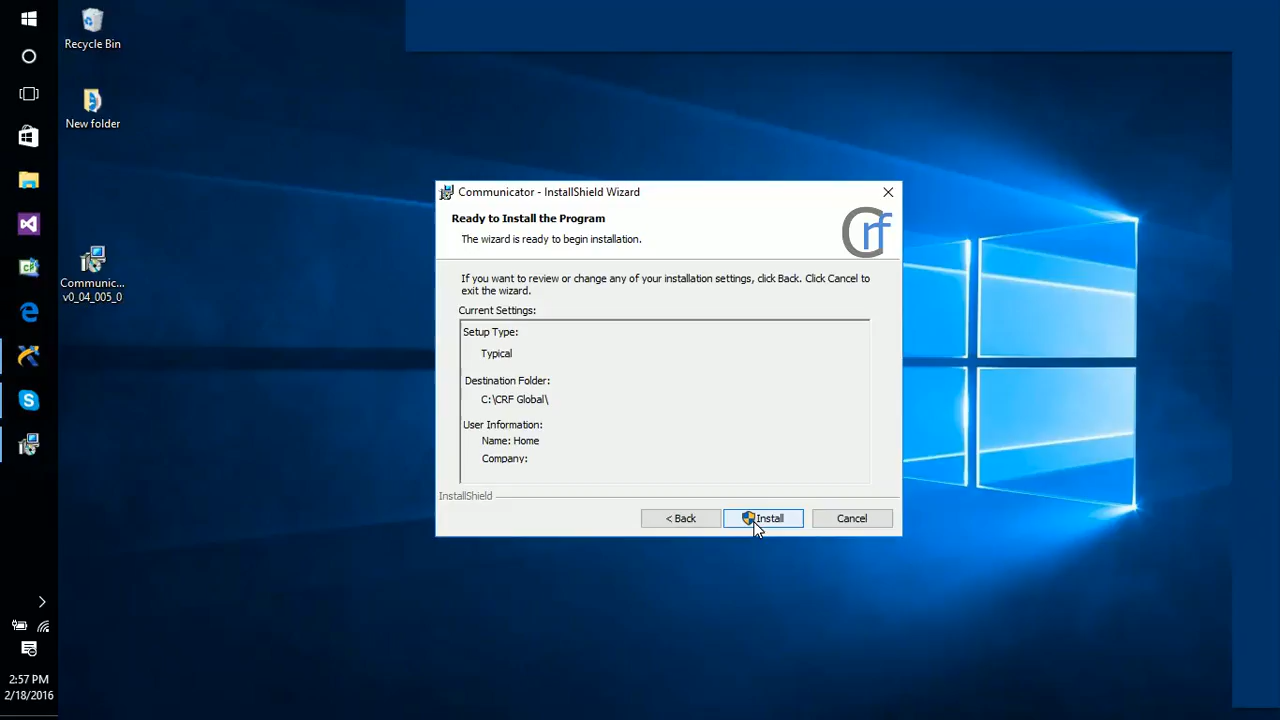 Recycle Bin
New folder
Communic...
v0_04_005_0
Communicator - InstallShield Wizard
Ready to Install the Program
The wizard is ready to begin installation.
Crf
If you want to review or change any of your installation settings, click Back. Click Cancel to
exit the wizard.
Current Settings:
Setup Type:
Typical
Destination Folder:
C:\CRF Global\
User Information:
Name: Home
Company:
InstallShield
< Back
Install
Cancel
2:57 PM
2/18/2016